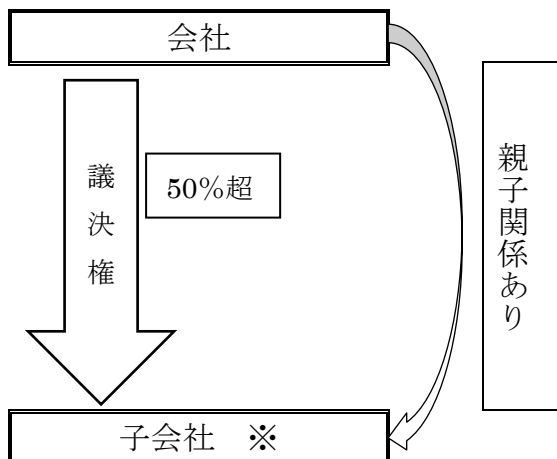 会社
議決権
50%超
親子関係あり
子会社　※